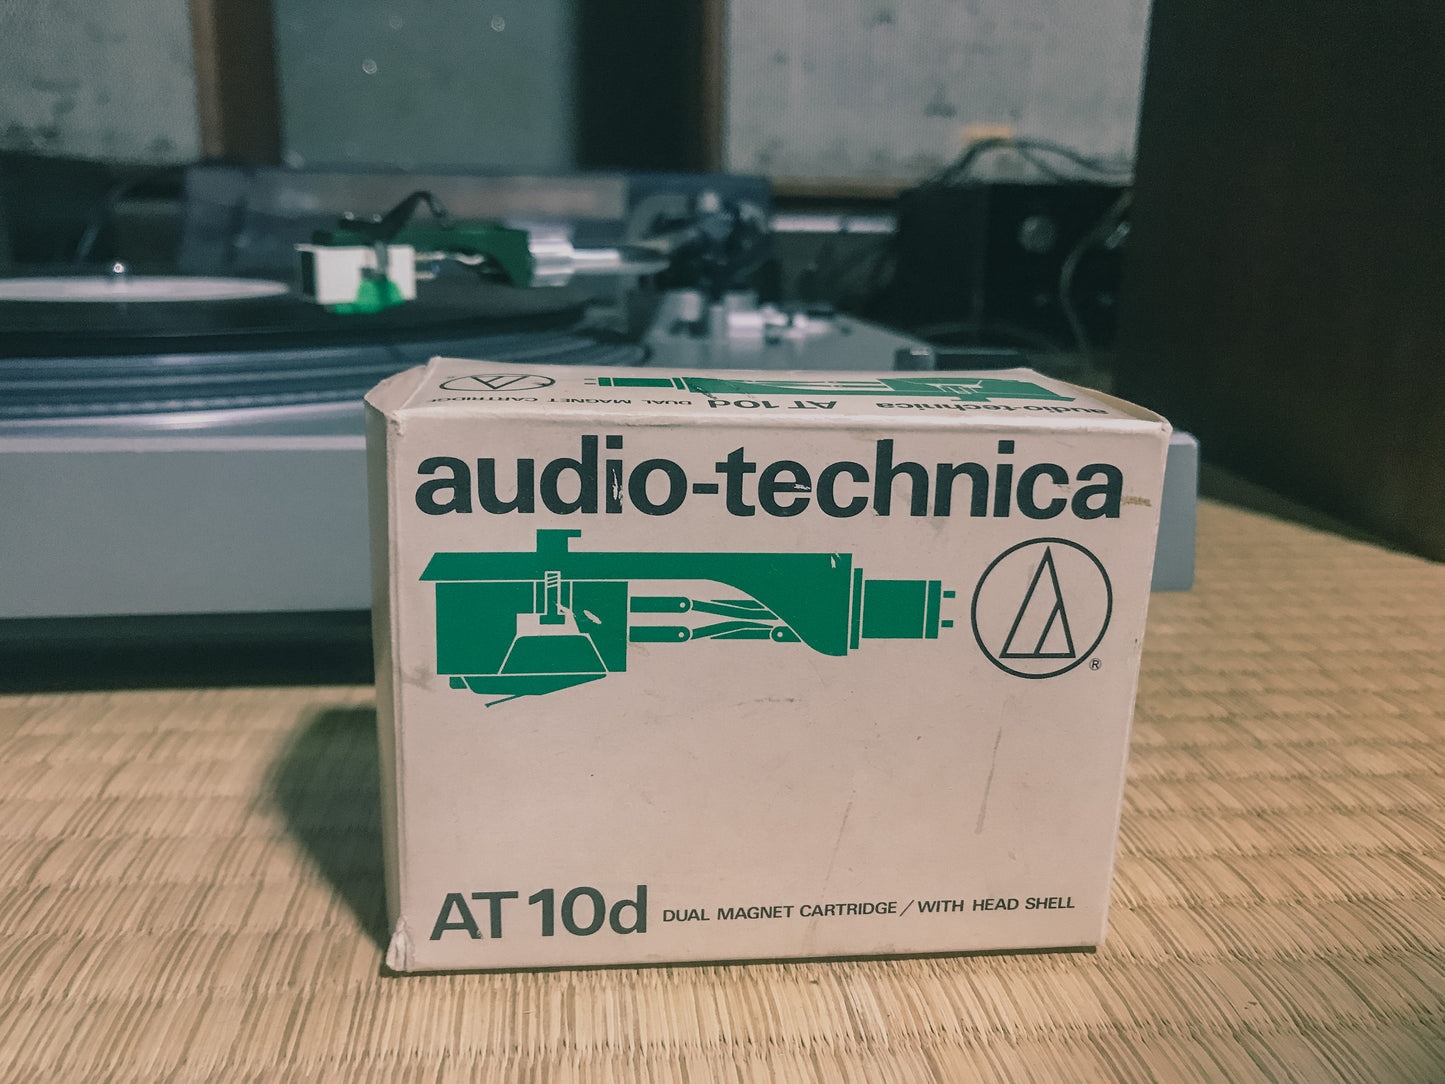 DUAL MAGNET CARTRIDGE
AT 10d
audio-technica
audio-technica
®
AT 10d DUAL MAGNET CARTRIDGE / WITH HEAD SHELL